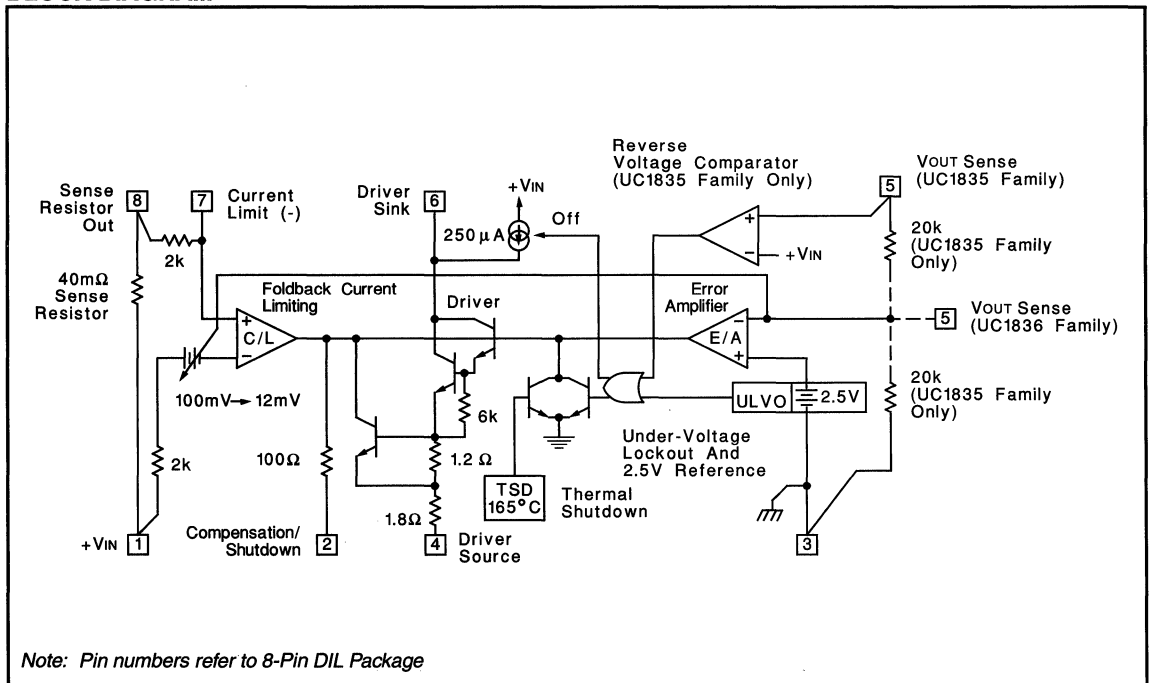 Reverse
Voltage Comparator
(UC1835 Family Only)
VOUT Sense
(UC1835 Family)
Sense
Resistor
Out
8
7
Current
Limit (-)
Driver
Sink
6
+VIN
Off
250 µA
5
+
−
+VIN
20k
(UC1835 Family
Only)
2k
40mΩ
Sense
Resistor
Foldback Current
Limiting
Driver
Error
Amplifier
+
C/L
−
−
E/A
+
5
VOUT Sense
(UC1836 Family)
100mV→12mV
6k
ULVO
2.5V
20k
(UC1835 Family
Only)
2k
100Ω
1.2 Ω
Under-Voltage
Lockout And
2.5V Reference
TSD
165°C
Thermal
Shutdown
1.8Ω
+VIN
1
Compensation/
Shutdown
2
4
Driver
Source
3
Note: Pin numbers refer to 8-Pin DIL Package